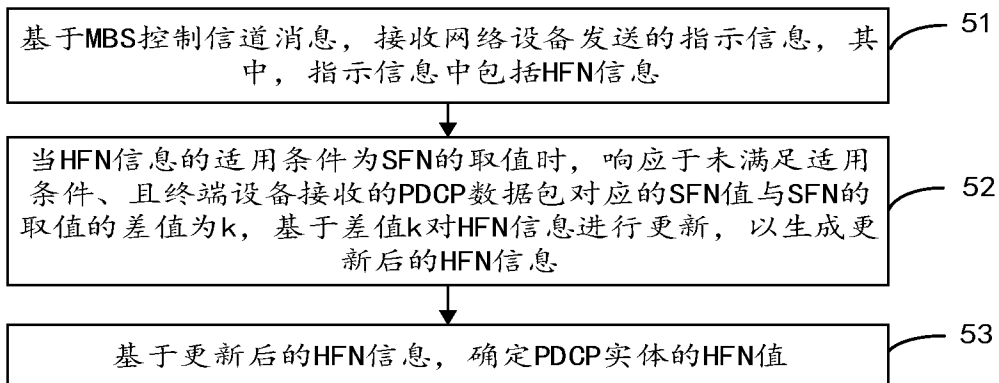 基于MBS控制信道消息，接收网络设备发送的指示信息，其
中，指示信息中包括HFN信息
51
当HFN信息的适用条件为SFN的取值时，响应于未满足适用
条件、且终端设备接收的PDCP数据包对应的SFN值与SFN的
取值的差值为k，基于差值k对HFN信息进行更新，以生成更
新后的HFN信息
52
基于更新后的HFN信息，确定PDCP实体的HFN值
53